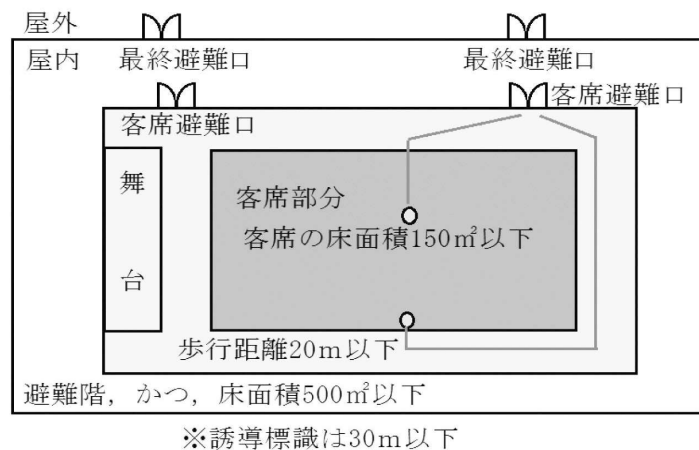 屋外
屋内 最終避難口 最終避難口
客席避難口
客席避難口
舞台
客席部分
客席の床面積150㎡以下
歩行距離20m以下
避難階，かつ，床面積500㎡以下
※誘導標識は30m以下